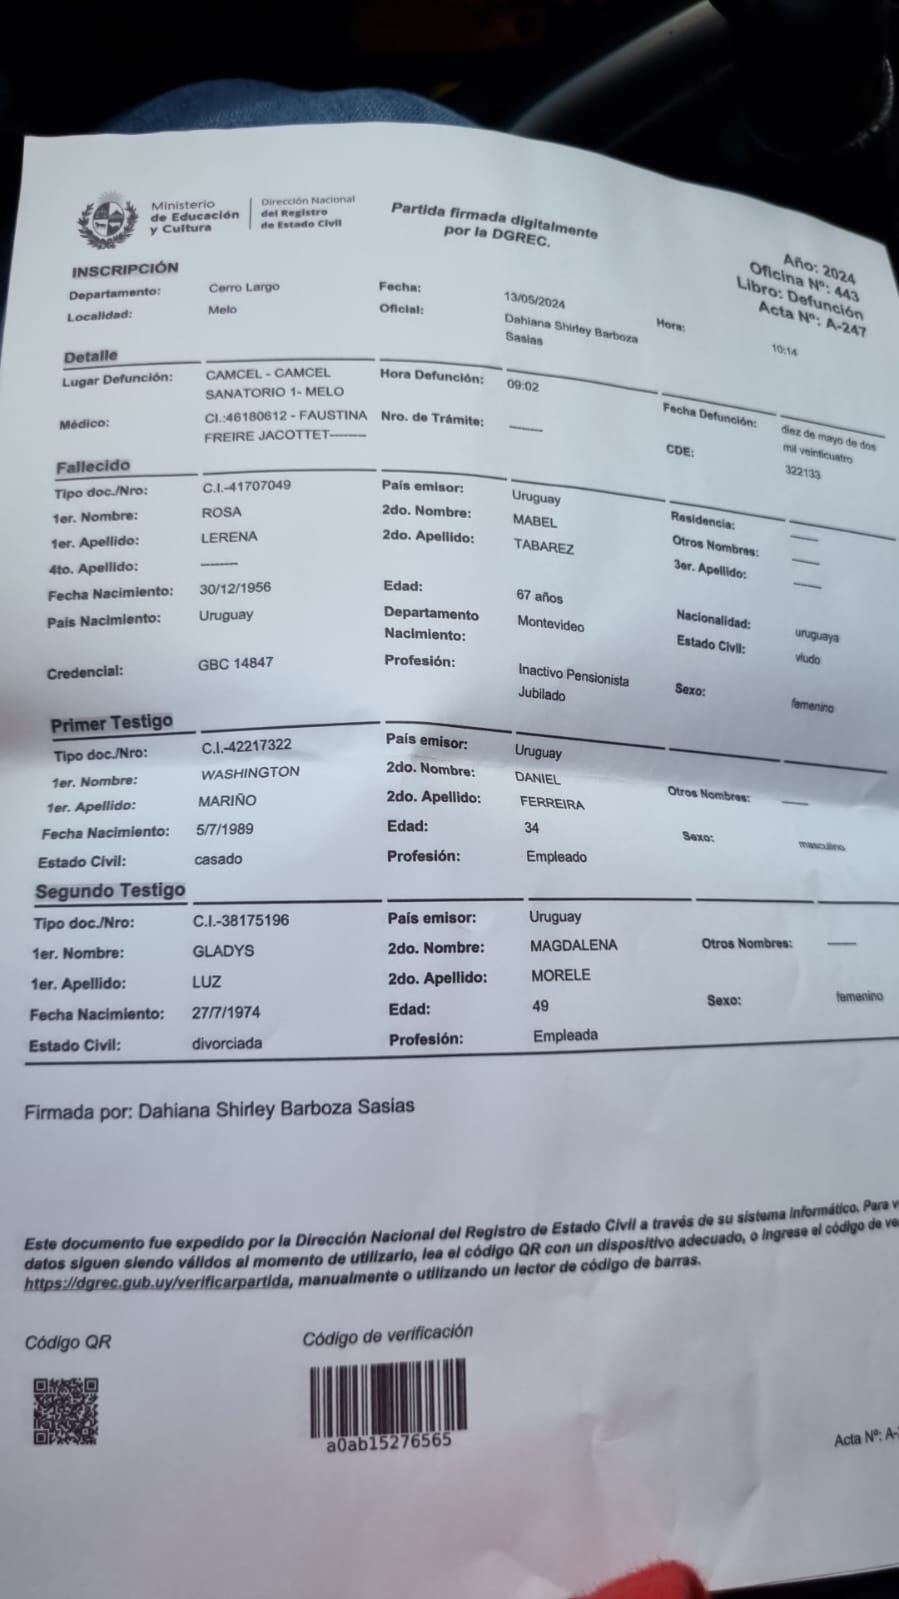 Ministerio
de Educación
y Cultura
Dirección Nacional
del Registro
de Estado Civil
Partida firmada digitalmente
por la DGREC.
Año: 2024
Oficina Nº: 443
Libro: Defunción
Acta Nº: A-247
INSCRIPCIÓN
Departamento: Cerro Largo Fecha: 13/05/2024
Localidad: Melo Oficial: Dahiana Shirley Barboza Sasias Hora: 10:14
Detalle
Lugar Defunción: CAMCEL - CAMCEL SANATORIO 1- MELO Hora Defunción: 09:02 Fecha Defunción: diez de mayo de dos mil veinticuatro
Médico: CI.:46180612 - FAUSTINA FREIRE JACOTTET-------- Nro. de Trámite: -------- CDE: 322133
Fallecido
Tipo doc./Nro: C.I.-41707049 País emisor: Uruguay Residencia: ------
1er. Nombre: ROSA 2do. Nombre: MABEL Otros Nombres: ------
1er. Apellido: LERENA 2do. Apellido: TABAREZ 3er. Apellido: ------
4to. Apellido: --------
Fecha Nacimiento: 30/12/1956 Edad: 67 años Nacionalidad: uruguaya
País Nacimiento: Uruguay Departamento Nacimiento: Montevideo Estado Civil: viudo
Credencial: GBC 14847 Profesión: Inactivo Pensionista Jubilado Sexo: femenino
Primer Testigo
Tipo doc./Nro: C.I.-42217322 País emisor: Uruguay
1er. Nombre: WASHINGTON 2do. Nombre: DANIEL Otros Nombres: ------
1er. Apellido: MARIÑO 2do. Apellido: FERREIRA
Fecha Nacimiento: 5/7/1989 Edad: 34 Sexo: masculino
Estado Civil: casado Profesión: Empleado
Segundo Testigo
Tipo doc./Nro: C.I.-38175196 País emisor: Uruguay
1er. Nombre: GLADYS 2do. Nombre: MAGDALENA Otros Nombres: ------
1er. Apellido: LUZ 2do. Apellido: MORELE
Fecha Nacimiento: 27/7/1974 Edad: 49 Sexo: femenino
Estado Civil: divorciada Profesión: Empleada
Firmada por: Dahiana Shirley Barboza Sasias
Este documento fue expedido por la Dirección Nacional del Registro de Estado Civil a través de su sistema informático. Para
datos siguen siendo válidos al momento de utilizarlo, lea el código QR con un dispositivo adecuado, o ingrese el código de
https://dgrec.gub.uy/verificarpartida, manualmente o utilizando un lector de código de barras.
Código QR
Código de verificación
a0ab15276565
Acta Nº: A-